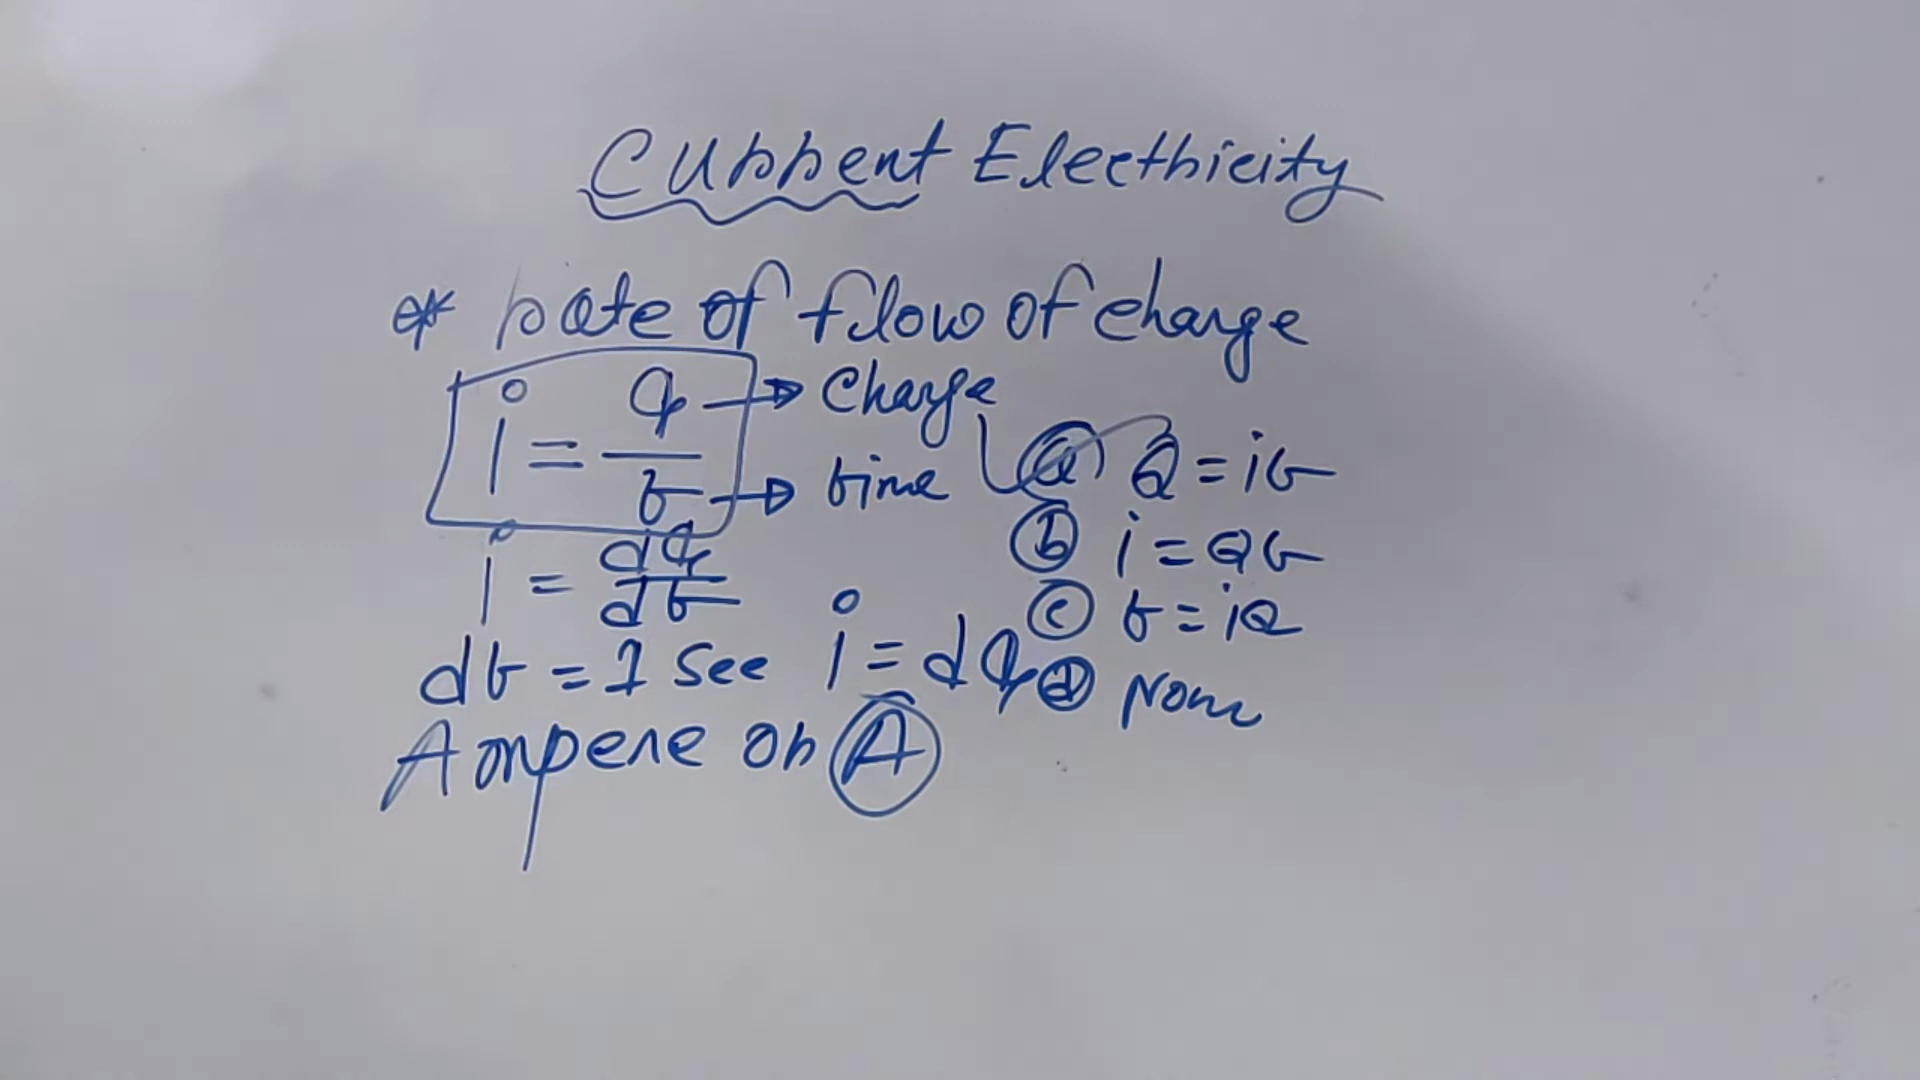 Current Electricity
* rate of flow of charge
i = q/t → charge
→ time
(a) Q = it
(b) i = Qt
(c) t = iQ
(d) None
i = dq/dt
dt = 1 sec i = dq
Ampere or (A)